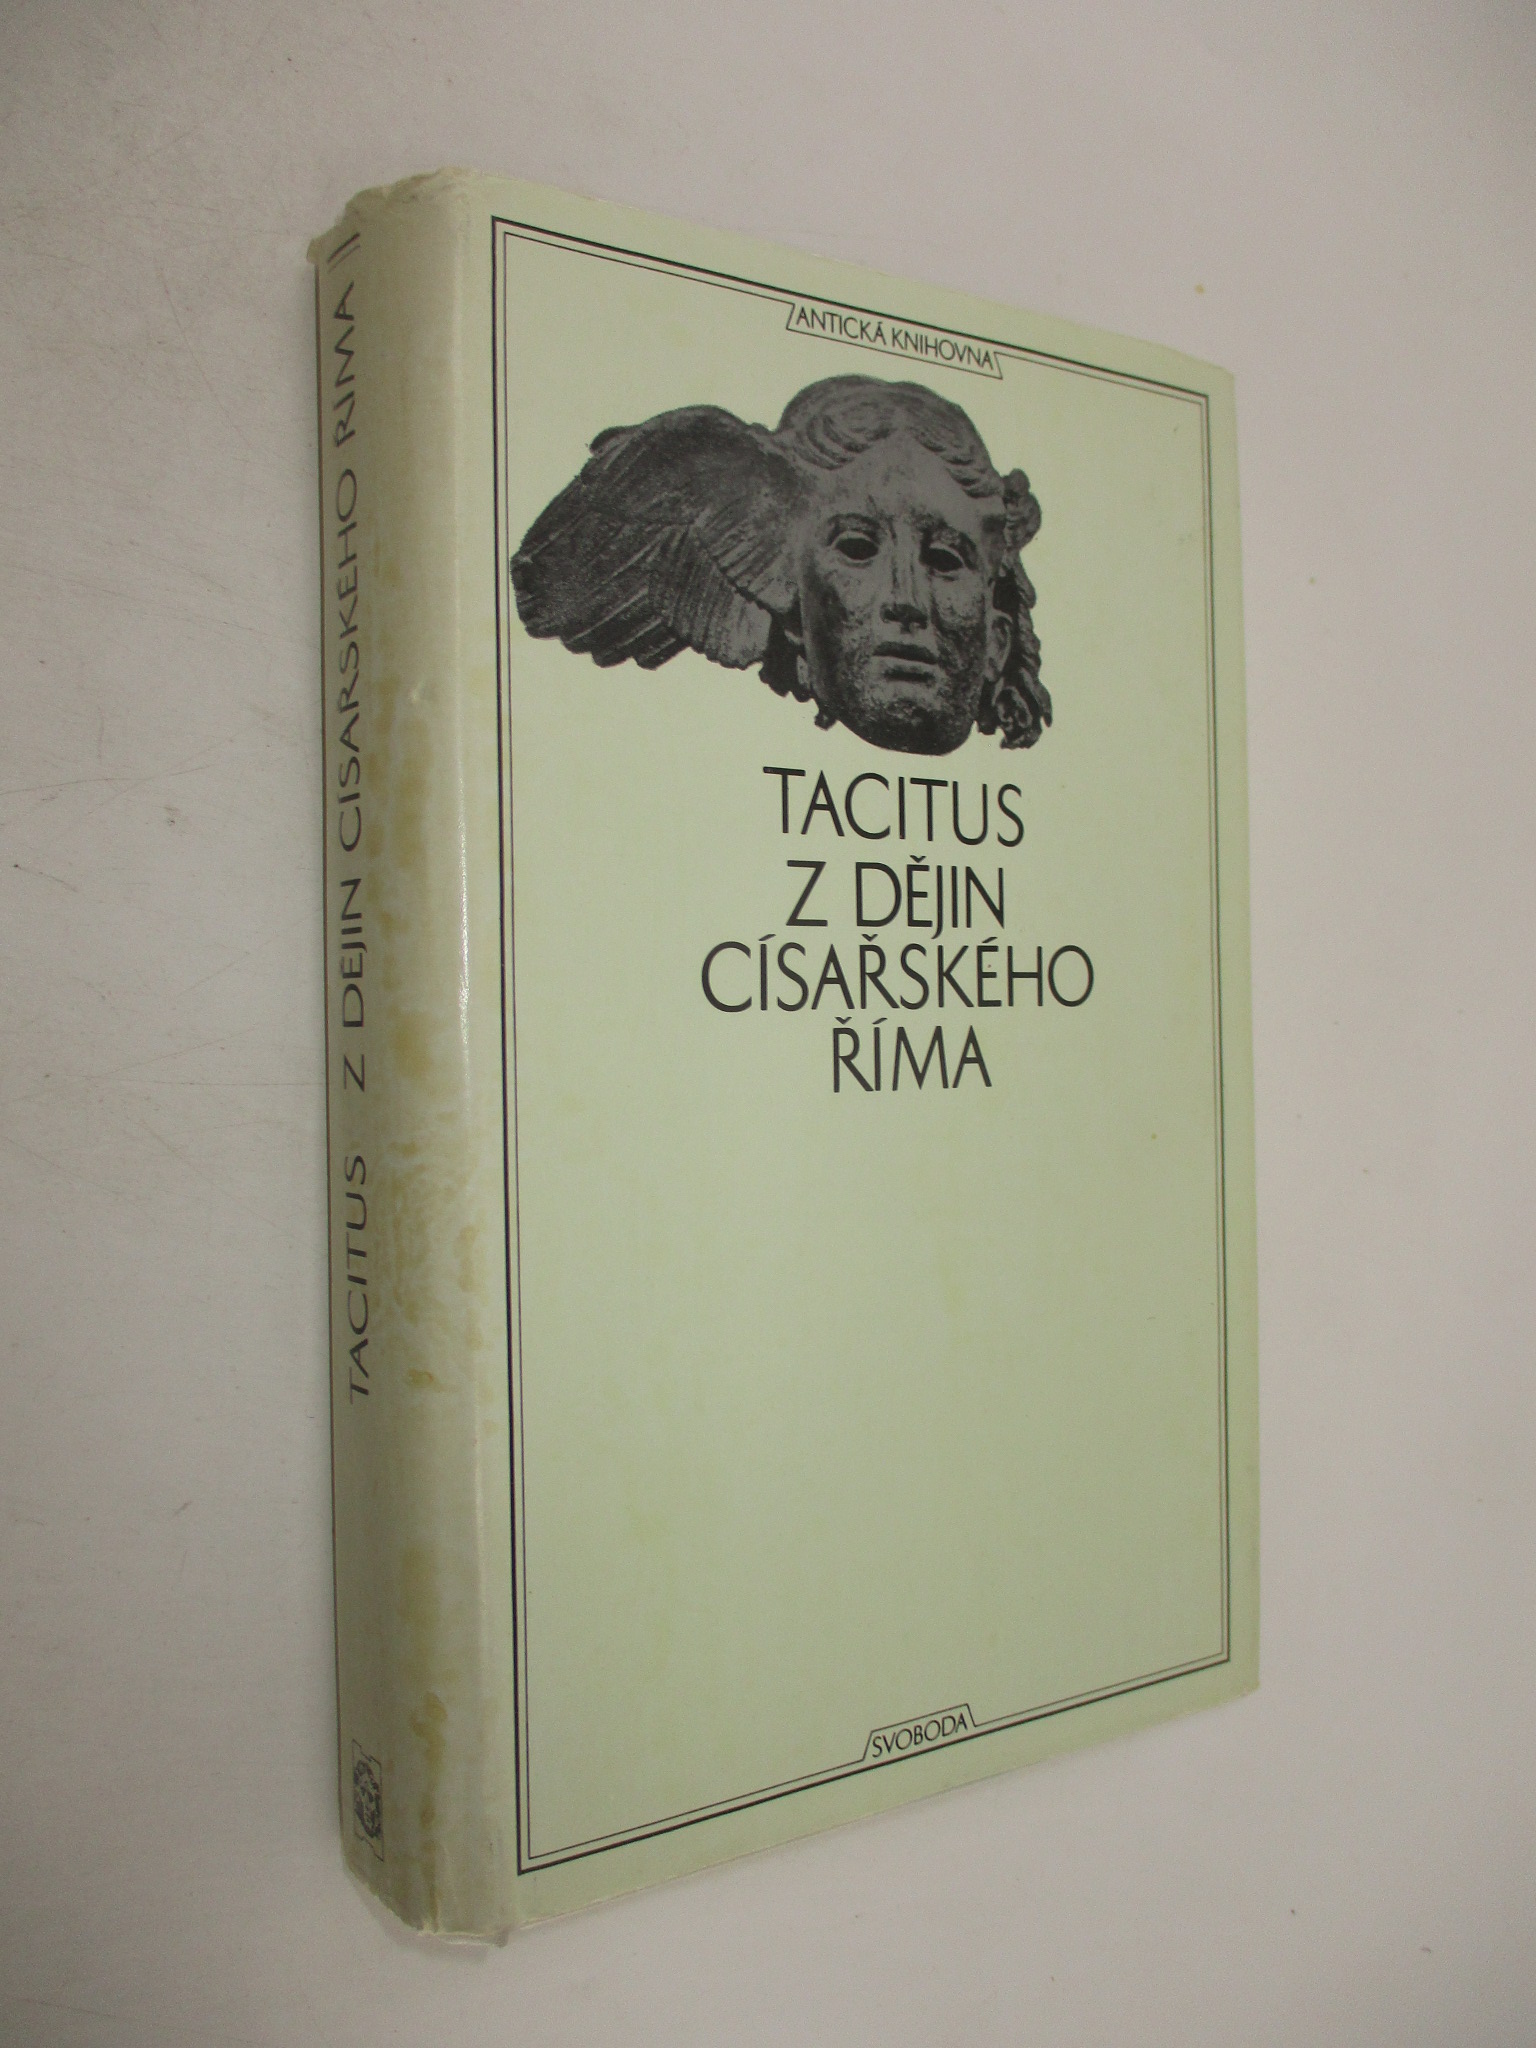 TACITUS Z DĚJIN CÍSAŘSKÉHO ŘÍMA
ANTICKÁ KNIHOVNA
TACITUS
Z DĚJIN
CÍSAŘSKÉHO
ŘÍMA
SVOBODA